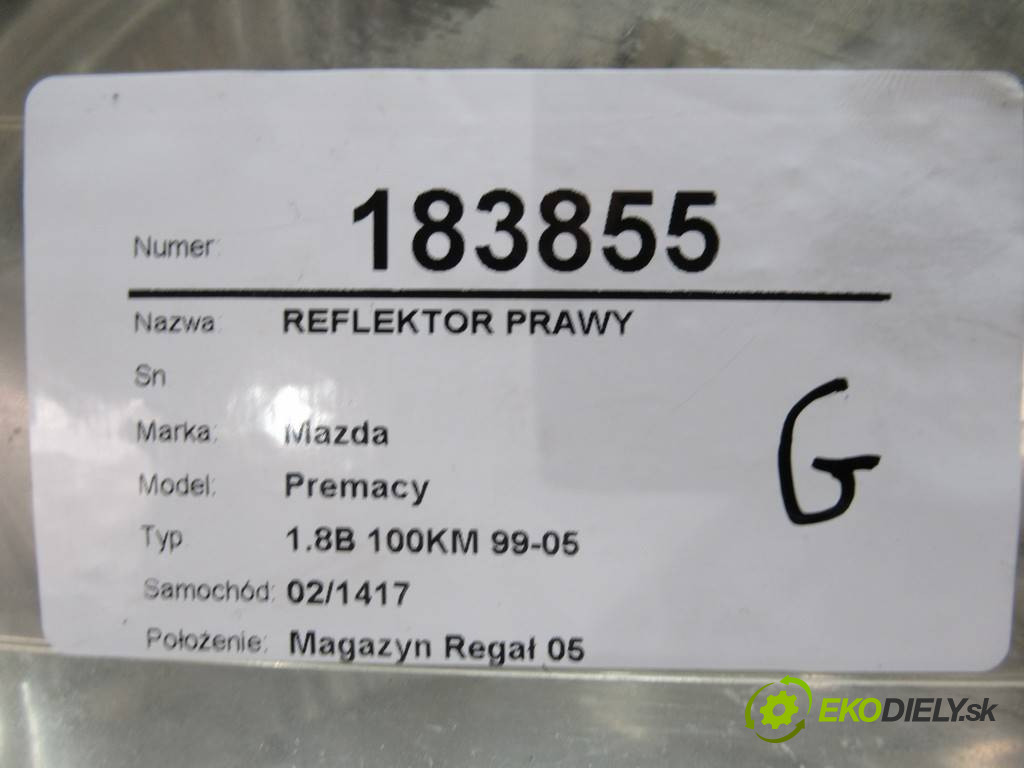 Numer: 183855
Nazwa: REFLEKTOR PRAWY
Sn
Marka: Mazda
Model: Premacy
Typ 1.8B 100KM 99-05
Samochód: 02/1417
Położenie: Magazyn Regał 05
G
EKODIELY.sk